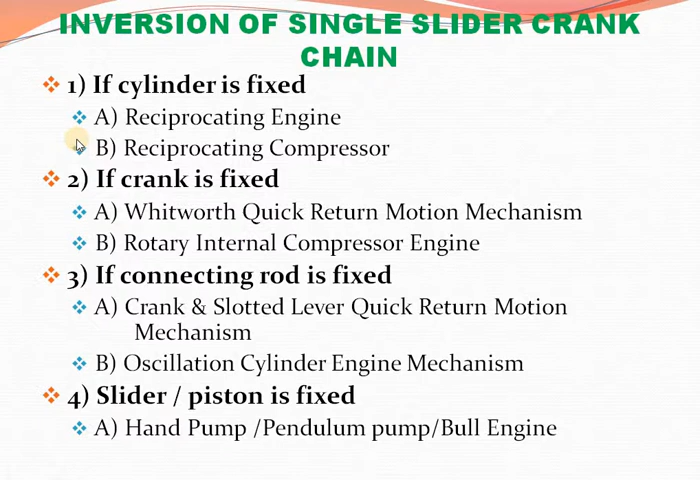 INVERSION OF SINGLE SLIDER CRANK
CHAIN
1) If cylinder is fixed
A) Reciprocating Engine
B) Reciprocating Compressor
2) If crank is fixed
A) Whitworth Quick Return Motion Mechanism
B) Rotary Internal Compressor Engine
3) If connecting rod is fixed
A) Crank & Slotted Lever Quick Return Motion
Mechanism
B) Oscillation Cylinder Engine Mechanism
4) Slider / piston is fixed
A) Hand Pump /Pendulum pump/Bull Engine